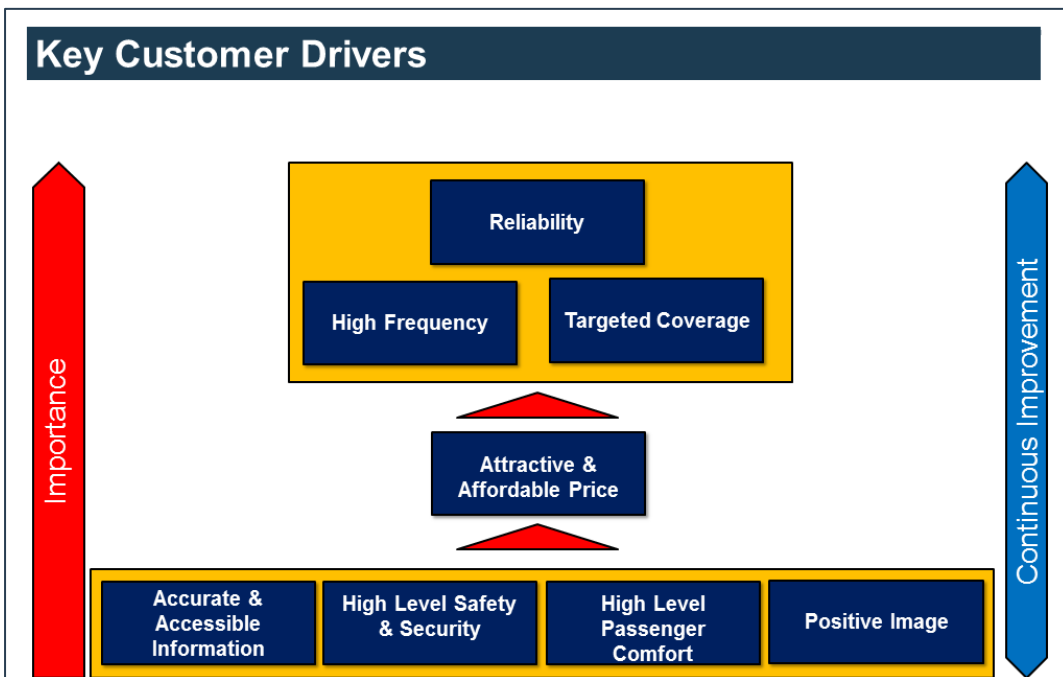 Key Customer Drivers
Reliability
High Frequency
Targeted Coverage
Importance
Continuous Improvement
Attractive &
Affordable Price
Accurate &
Accessible
Information
High Level Safety
& Security
High Level
Passenger
Comfort
Positive Image